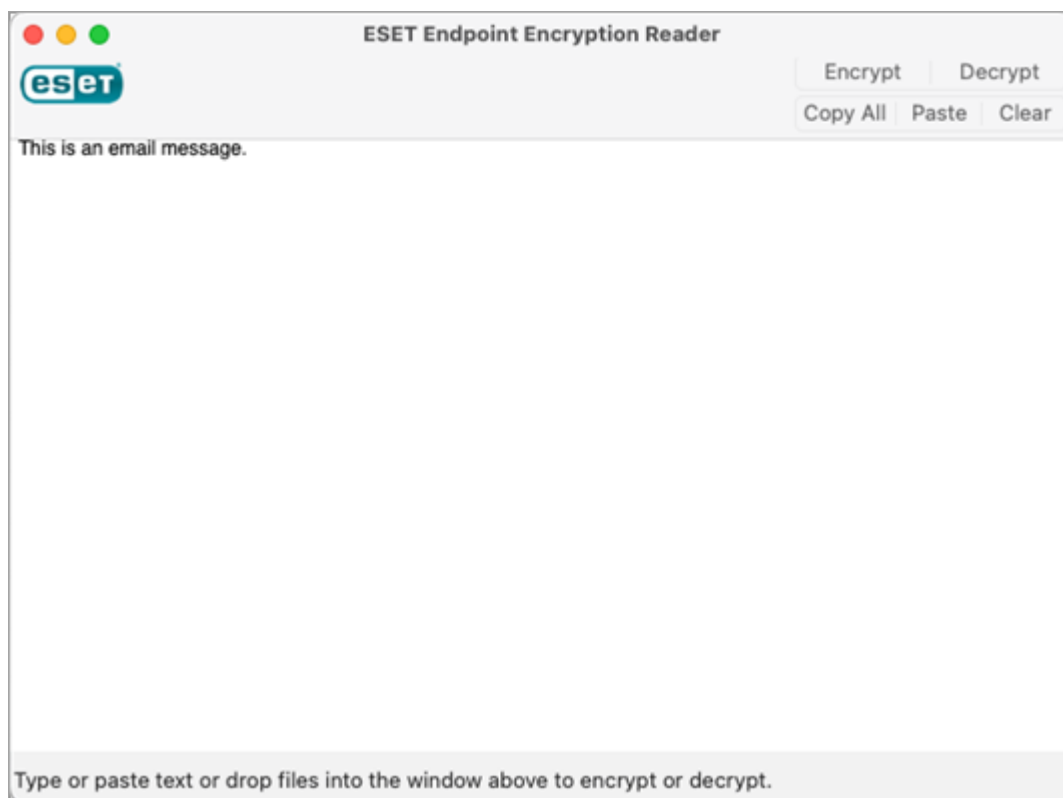 ESET Endpoint Encryption Reader
eset
Encrypt Decrypt
Copy All Paste Clear
This is an email message.
Type or paste text or drop files into the window above to encrypt or decrypt.